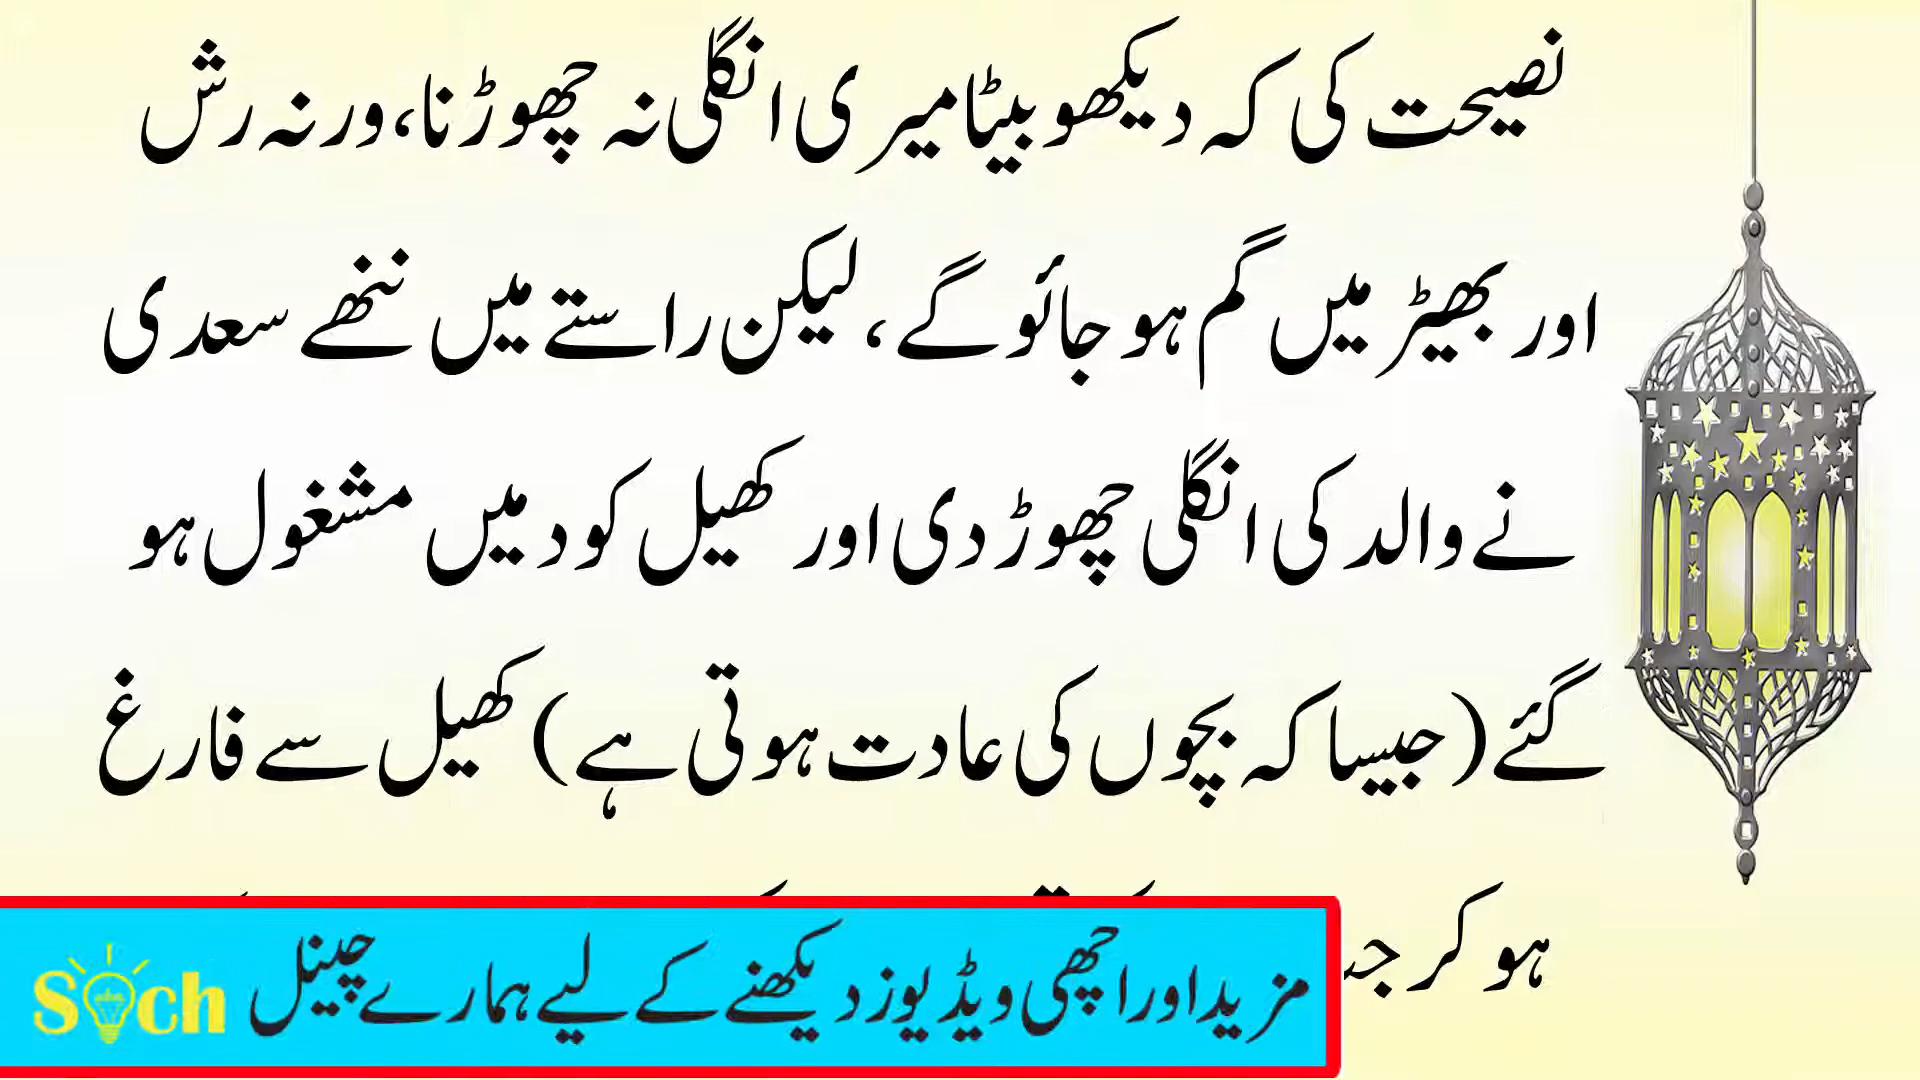 نصیحت کی کہ دیکھو بیٹا میری انگلی نہ چھوڑنا، ورنہ رش
اور بھیڑ میں گم ہو جائو گے، لیکن راستے میں ننھے سعدی
نے والد کی انگلی چھوڑ دی اور کھیل کود میں مشغول ہو
گئے (جیسا کہ بچوں کی عادت ہوتی ہے) کھیل سے فارغ
ہو کر
مزید اور اچھی ویڈیوز دیکھنے کے لیے ہمارے چینل Soch